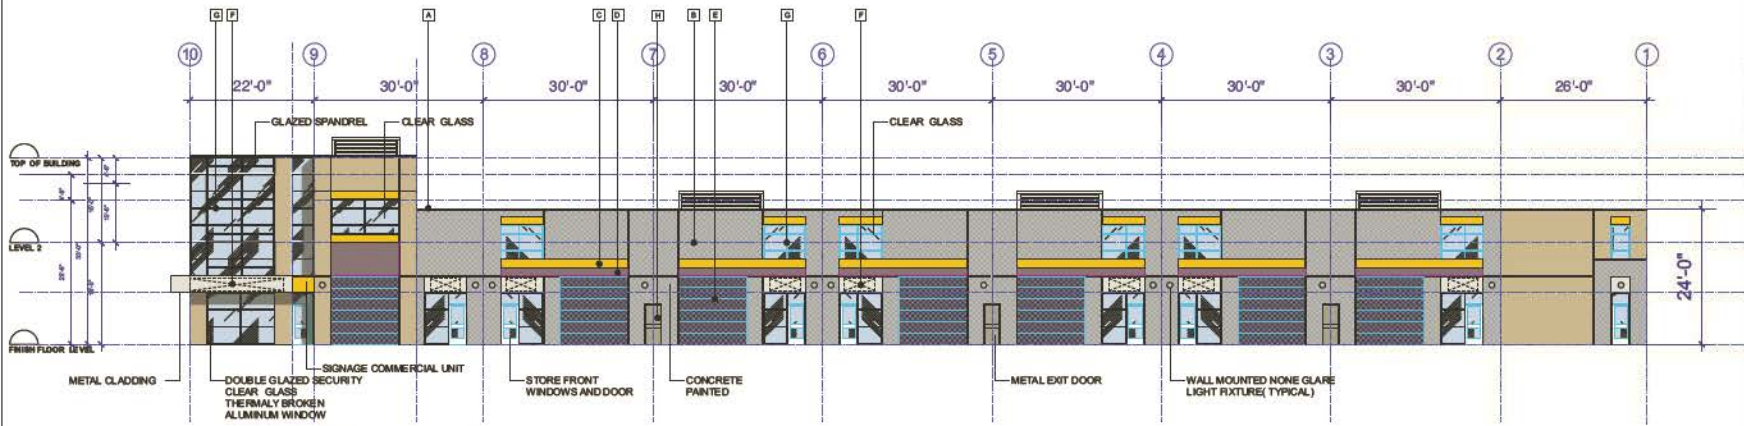 G F A C D H B E G F
10 9 8 7 6 5 4 3 2 1
22'-0" 30'-0" 30'-0" 30'-0" 30'-0" 30'-0" 30'-0" 30'-0" 26'-0"
GLAZED SPANDREL CLEAR GLASS CLEAR GLASS
TOP OF BUILDING
LEVEL 2
24'-0"
FINISH FLOOR LEVEL
METAL CLADDING
DOUBLE GLAZED SECURITY
CLEAR GLASS
THERMALY BROKEN
ALUMINUM WINDOW
SIGNAGE COMMERCIAL UNIT
STORE FRONT
WINDOWS AND DOOR
CONCRETE
PAINTED
METAL EXIT DOOR
WALL MOUNTED NONE GLARE
LIGHT FIXTURE( TYPICAL)